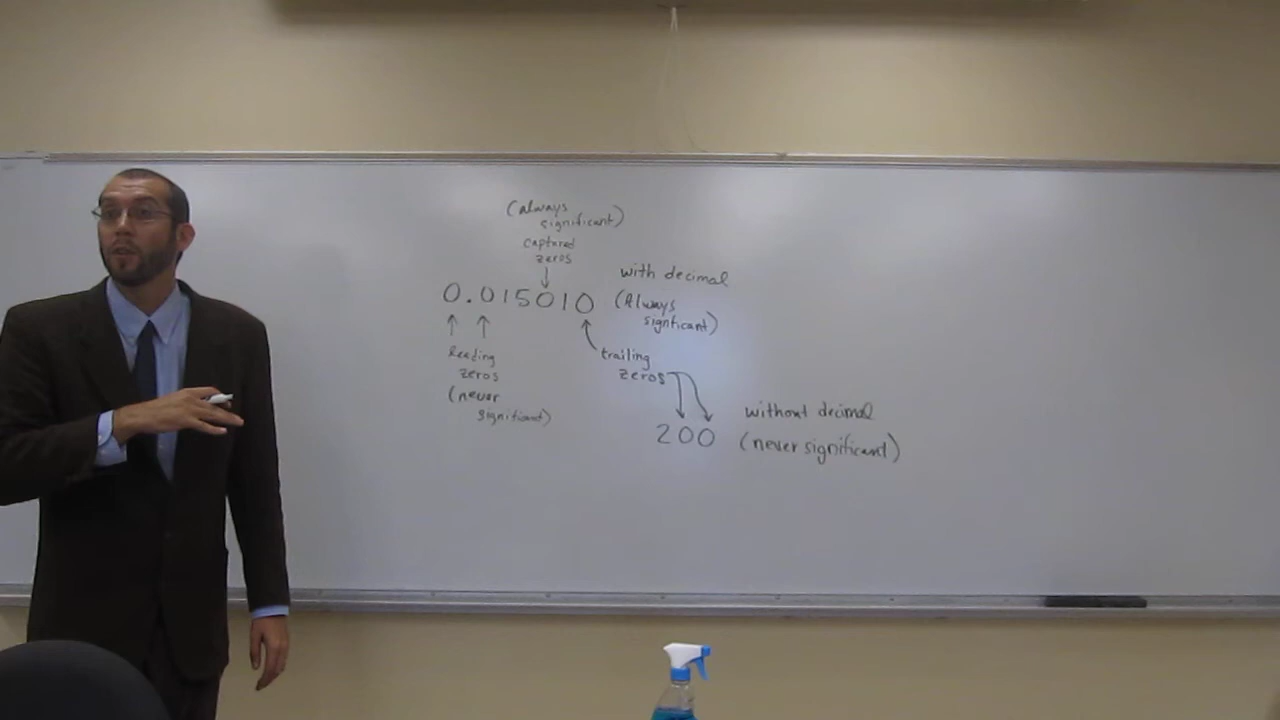 (always
significant)
captured
zeros
with decimal
0.015010
(Always
signficant)
leading
zeros
(never
significant)
trailing
zeros
without decimal
200
(never significant)